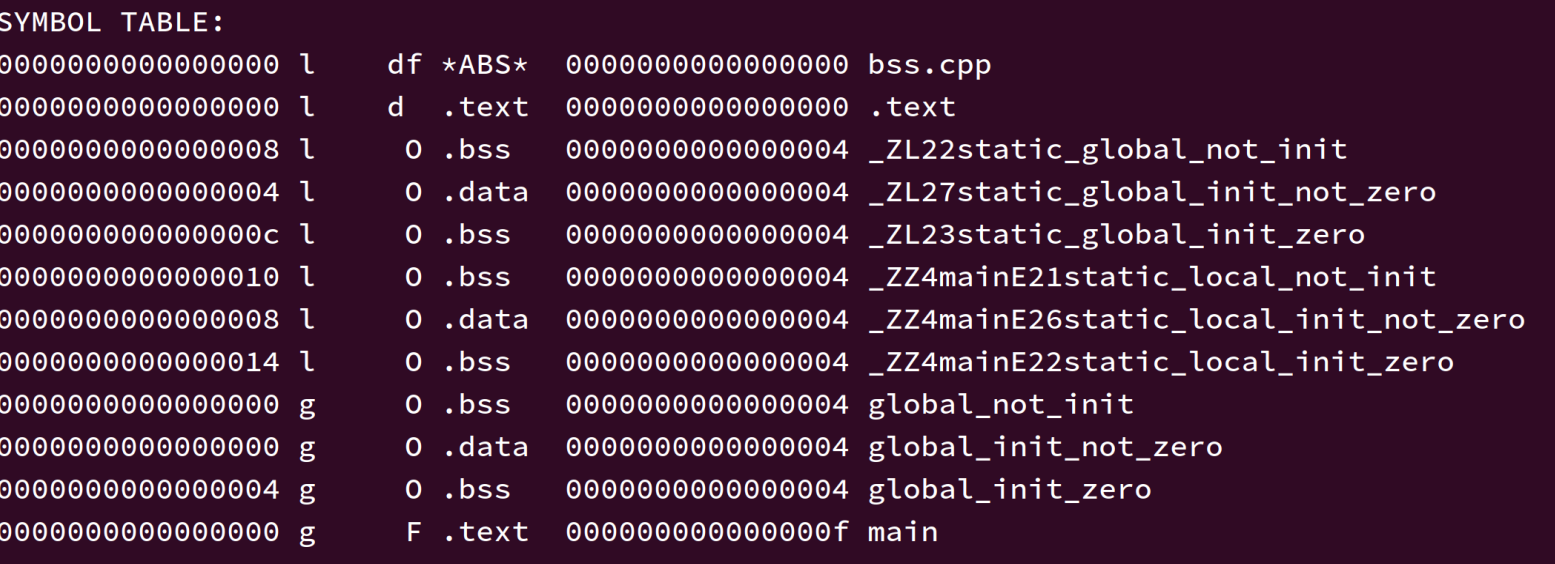 SYMBOL TABLE:
0000000000000000 l    df *ABS*  0000000000000000 bss.cpp
0000000000000000 l    d  .text  0000000000000000 .text
0000000000000008 l     O .bss   0000000000000004 _ZL22static_global_not_init
0000000000000004 l     O .data  0000000000000004 _ZL27static_global_init_not_zero
000000000000000c l     O .bss   0000000000000004 _ZL23static_global_init_zero
0000000000000010 l     O .bss   0000000000000004 _ZZ4mainE21static_local_not_init
0000000000000008 l     O .data  0000000000000004 _ZZ4mainE26static_local_init_not_zero
0000000000000014 l     O .bss   0000000000000004 _ZZ4mainE22static_local_init_zero
0000000000000000 g     O .bss   0000000000000004 global_not_init
0000000000000000 g     O .data  0000000000000004 global_init_not_zero
0000000000000004 g     O .bss   0000000000000004 global_init_zero
0000000000000000 g     F .text  000000000000000f main